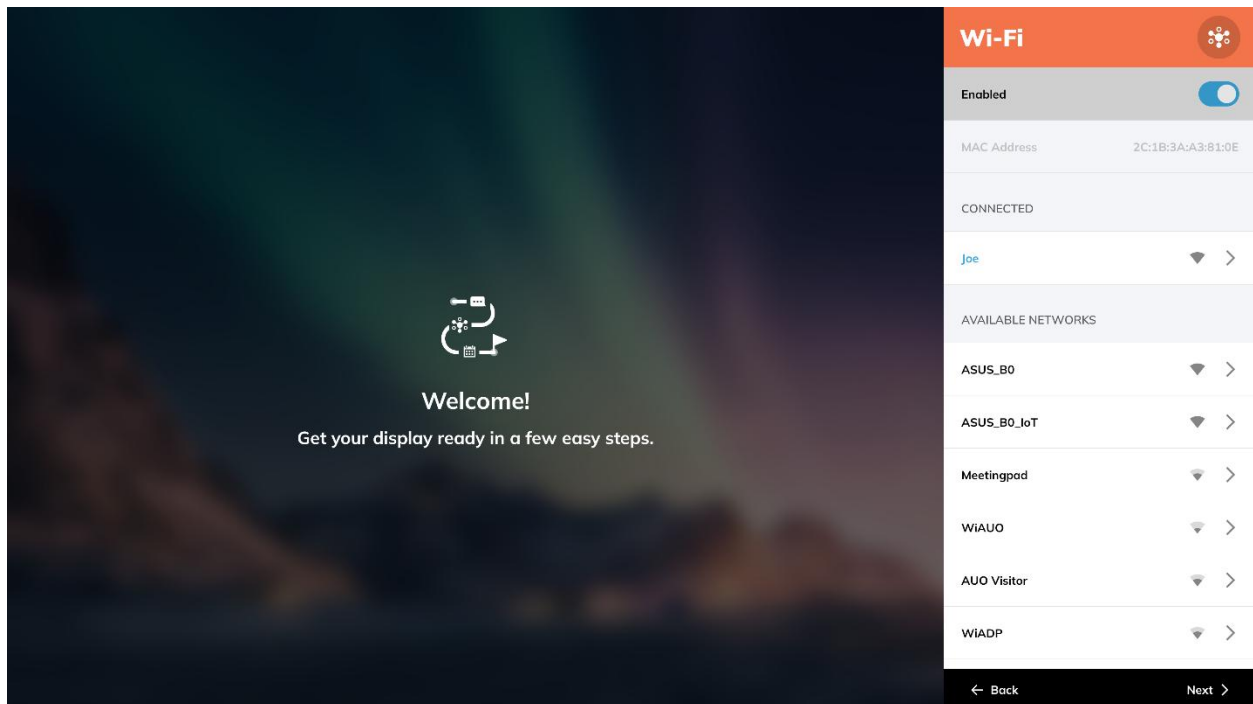 Welcome!
Get your display ready in a few easy steps.
Wi-Fi
Enabled
MAC Address 2C:1B:3A:A3:81:0E
CONNECTED
Joe
AVAILABLE NETWORKS
ASUS_B0
ASUS_B0_IoT
Meetingpad
WiAUO
AUO Visitor
WiADP
Back Next